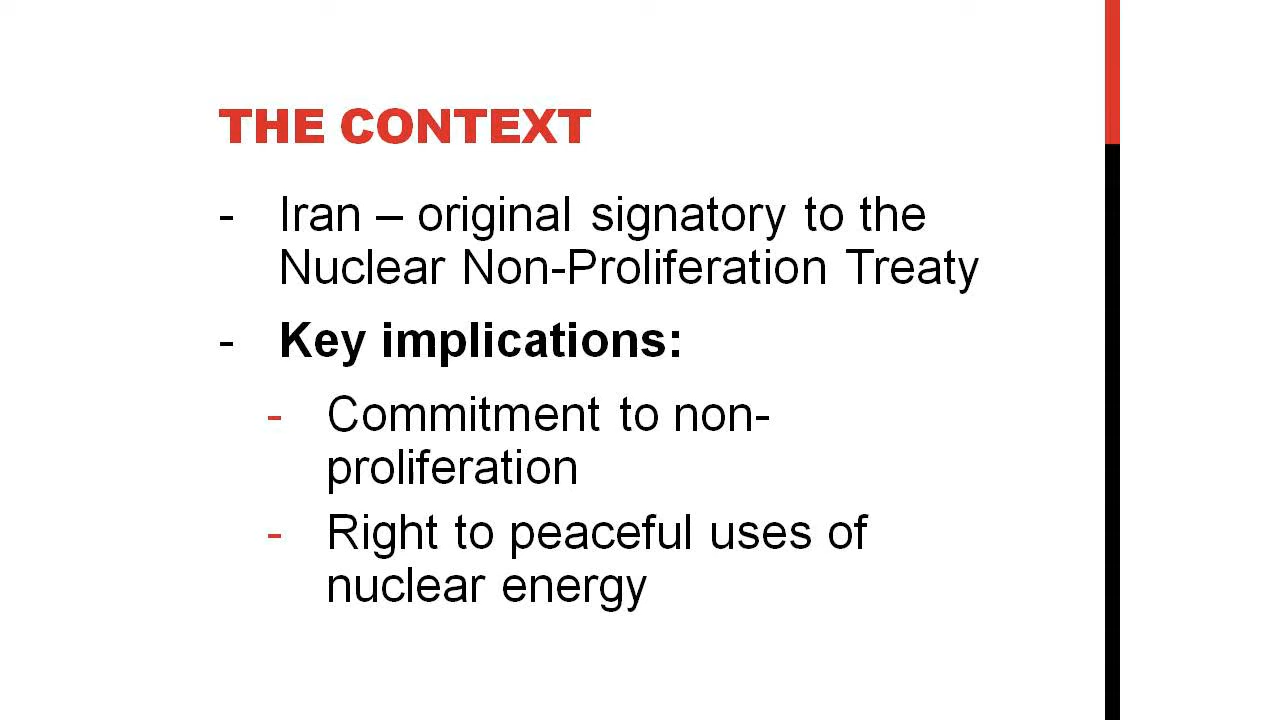 THE CONTEXT
- Iran – original signatory to the
Nuclear Non-Proliferation Treaty
- Key implications:
- Commitment to non-
proliferation
- Right to peaceful uses of
nuclear energy